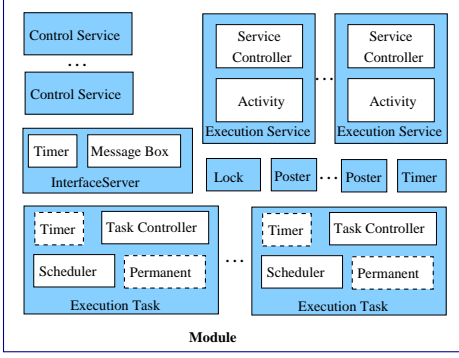 Control Service
...
Control Service
Service
Controller
Activity
Execution Service
...
Service
Controller
Activity
Execution Service
Timer
Message Box
InterfaceServer
Lock
Poster
...
Poster
Timer
Timer
Task Controller
Scheduler
Permanent
Execution Task
...
Timer
Task Controller
Scheduler
Permanent
Execution Task
Module